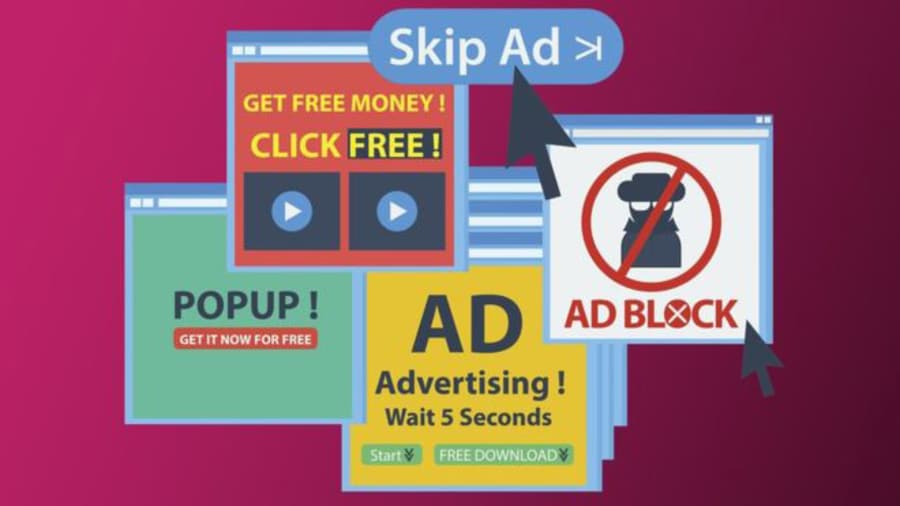 Skip Ad
GET FREE MONEY !
CLICK FREE !
POPUP !
GET IT NOW FOR FREE
AD
Advertising !
Wait 5 Seconds
Start
FREE DOWNLOAD
AD BLOCK